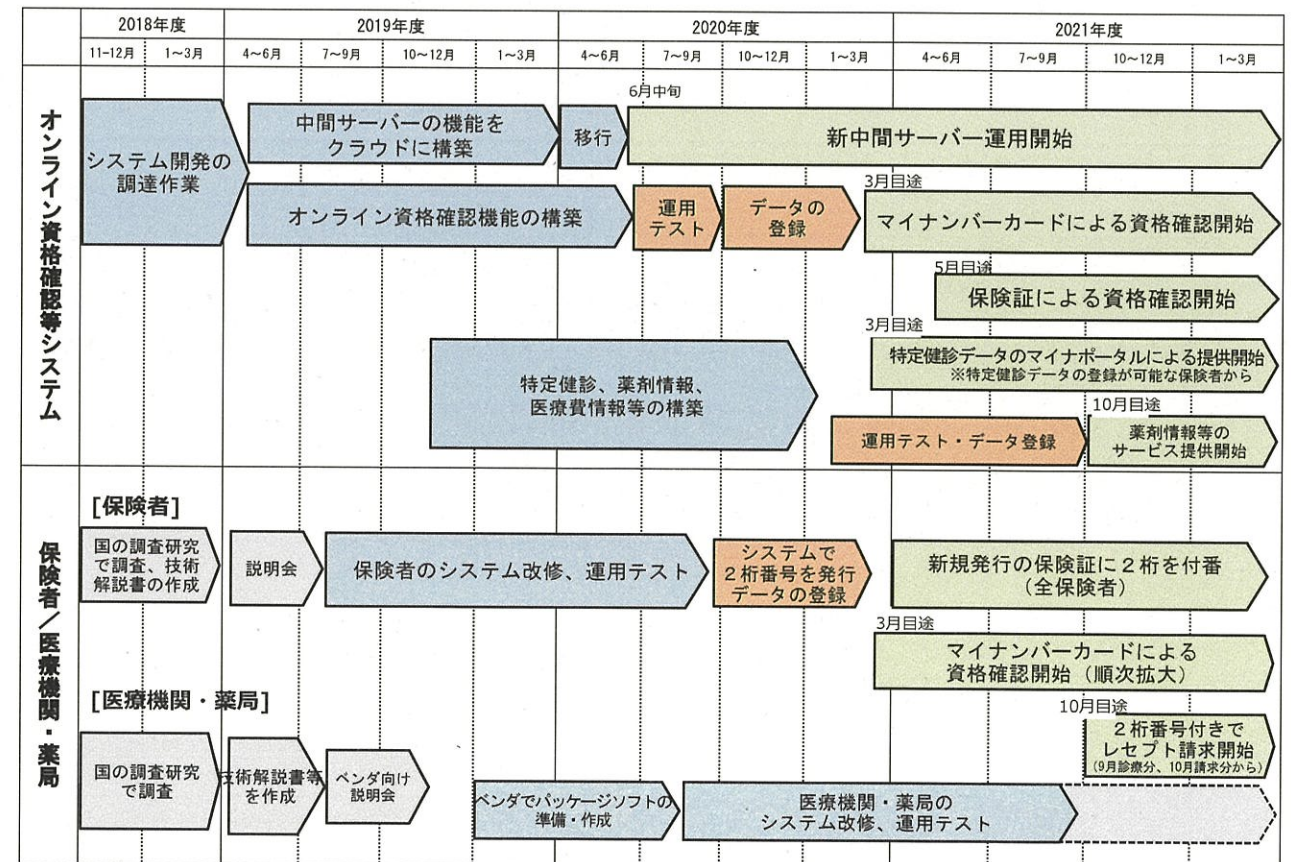 2018年度
2019年度
2020年度
2021年度
11-12月
1～3月
4～6月
7～9月
10～12月
1～3月
4～6月
7～9月
10～12月
1～3月
4～6月
7～9月
10～12月
1～3月
オンライン資格確認等システム
システム開発の
調達作業
中間サーバーの機能を
クラウドに構築
移行
6月中旬
新中間サーバー運用開始
オンライン資格確認機能の構築
運用
テスト
データの
登録
3月目途
マイナンバーカードによる資格確認開始
5月目途
保険証による資格確認開始
特定健診、薬剤情報、
医療費情報等の構築
3月目途
特定健診データのマイナポータルによる提供開始
※特定健診データの登録が可能な保険者から
運用テスト・データ登録
10月目途
薬剤情報等の
サービス提供開始
保険者／医療機関・薬局
[保険者]
国の調査研究
で調査、技術
解説書の作成
説明会
保険者のシステム改修、運用テスト
システムで
２桁番号を発行
データの登録
新規発行の保険証に２桁を付番
（全保険者）
3月目途
マイナンバーカードによる
資格確認開始（順次拡大）
[医療機関・薬局]
10月目途
２桁番号付きで
レセプト請求開始
（9月診療分、10月請求分から）
国の調査研究
で調査
技術解説書等
を作成
ベンダ向け
説明会
ベンダでパッケージソフトの
準備・作成
医療機関・薬局の
システム改修、運用テスト